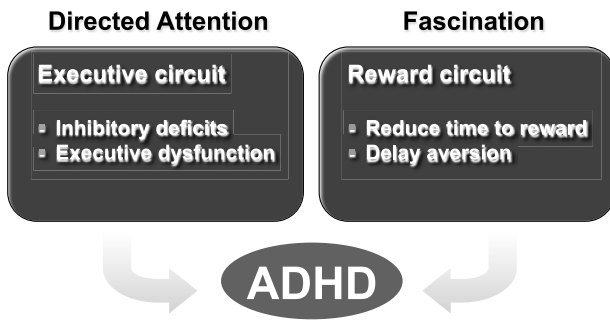 Directed Attention
Executive circuit
▪ Inhibitory deficits
▪ Executive dysfunction
Fascination
Reward circuit
▪ Reduce time to reward
▪ Delay aversion
ADHD